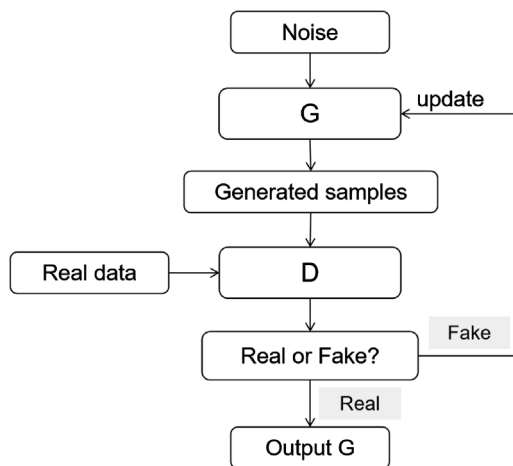 Noise
G
update
Generated samples
Real data
D
Real or Fake?
Fake
Real
Output G